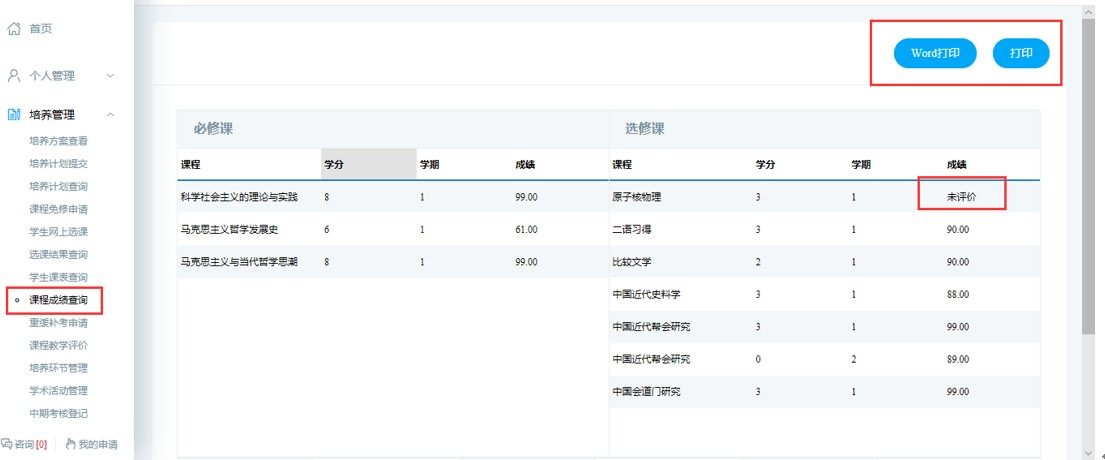 首页
个人管理
培养管理
培养方案查看
培养计划提交
培养计划查询
课程免修申请
学生网上选课
选课结果查询
学生课表查询
课程成绩查询
重缓补考申请
课程教学评价
培养环节管理
学术活动管理
中期考核登记
咨询[0] 我的申请
Word打印 打印
必修课
课程 学分 学期 成绩
科学社会主义的理论与实践 8 1 99.00
马克思主义哲学发展史 6 1 61.00
马克思主义与当代哲学思潮 8 1 99.00
选修课
课程 学分 学期 成绩
原子核物理 3 1 未评价
二语习得 3 1 90.00
比较文学 2 1 90.00
中国近代史料学 3 1 88.00
中国近代帮会研究 3 1 99.00
中国近代帮会研究 0 2 89.00
中国会道门研究 3 1 99.00